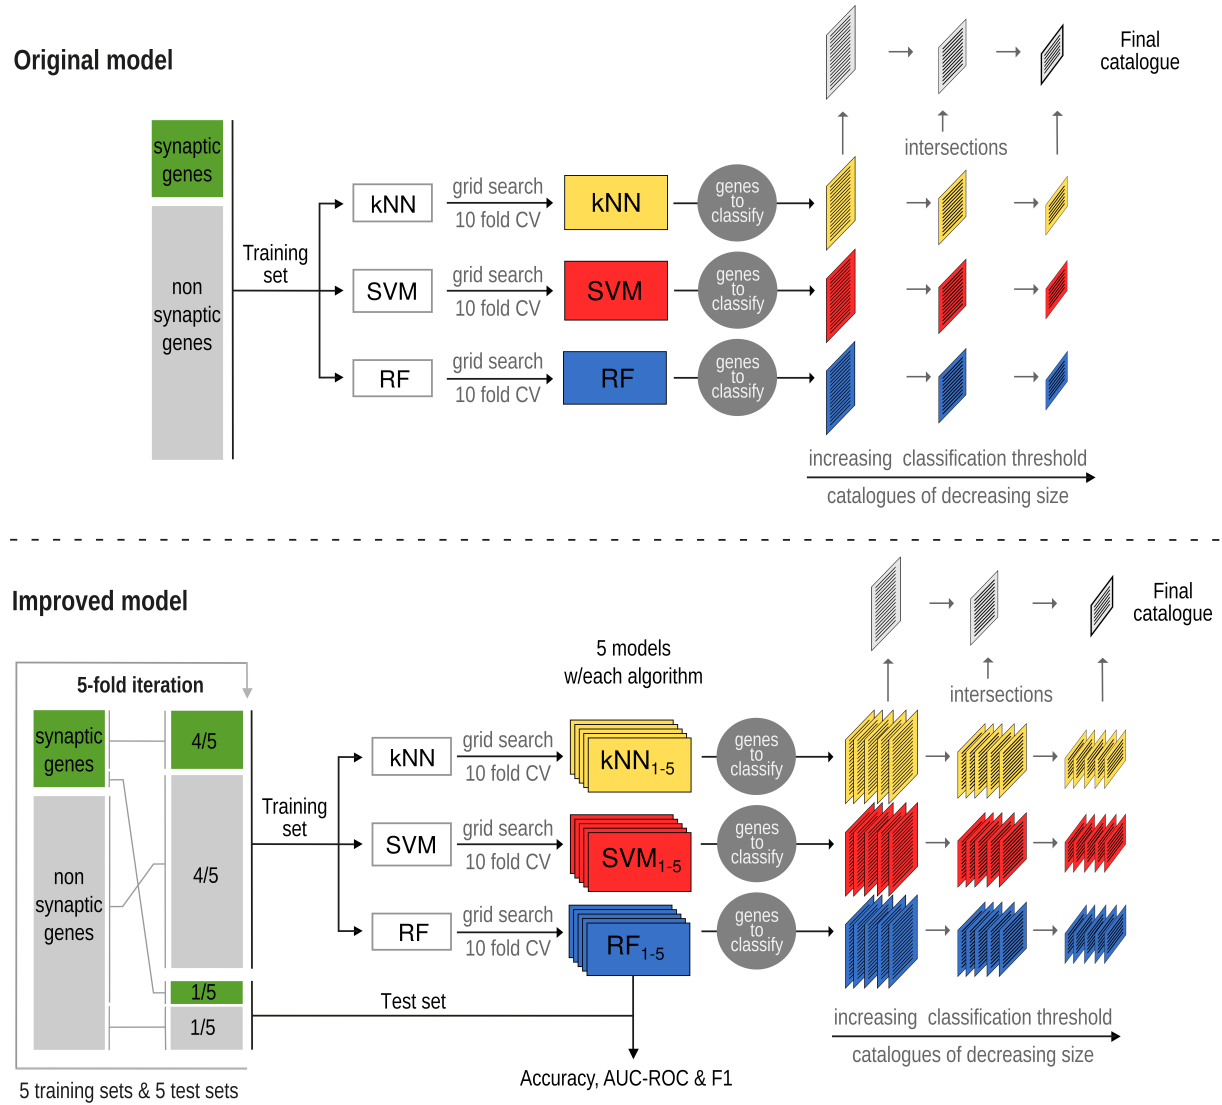 Original model
Final
catalogue
synaptic
genes
non
synaptic
genes
Training
set
kNN
grid search
10 fold CV
kNN
genes
to
classify
intersections
SVM
grid search
10 fold CV
SVM
genes
to
classify
RF
grid search
10 fold CV
RF
genes
to
classify
increasing classification threshold
catalogues of decreasing size
Improved model
Final
catalogue
5-fold iteration
synaptic
genes
non
synaptic
genes
4/5
4/5
1/5
1/5
5 training sets & 5 test sets
Training
set
Test set
5 models
w/each algorithm
kNN
grid search
10 fold CV
kNN1-5
genes
to
classify
intersections
SVM
grid search
10 fold CV
SVM1-5
genes
to
classify
RF
grid search
10 fold CV
RF1-5
genes
to
classify
increasing classification threshold
catalogues of decreasing size
Accuracy, AUC-ROC & F1